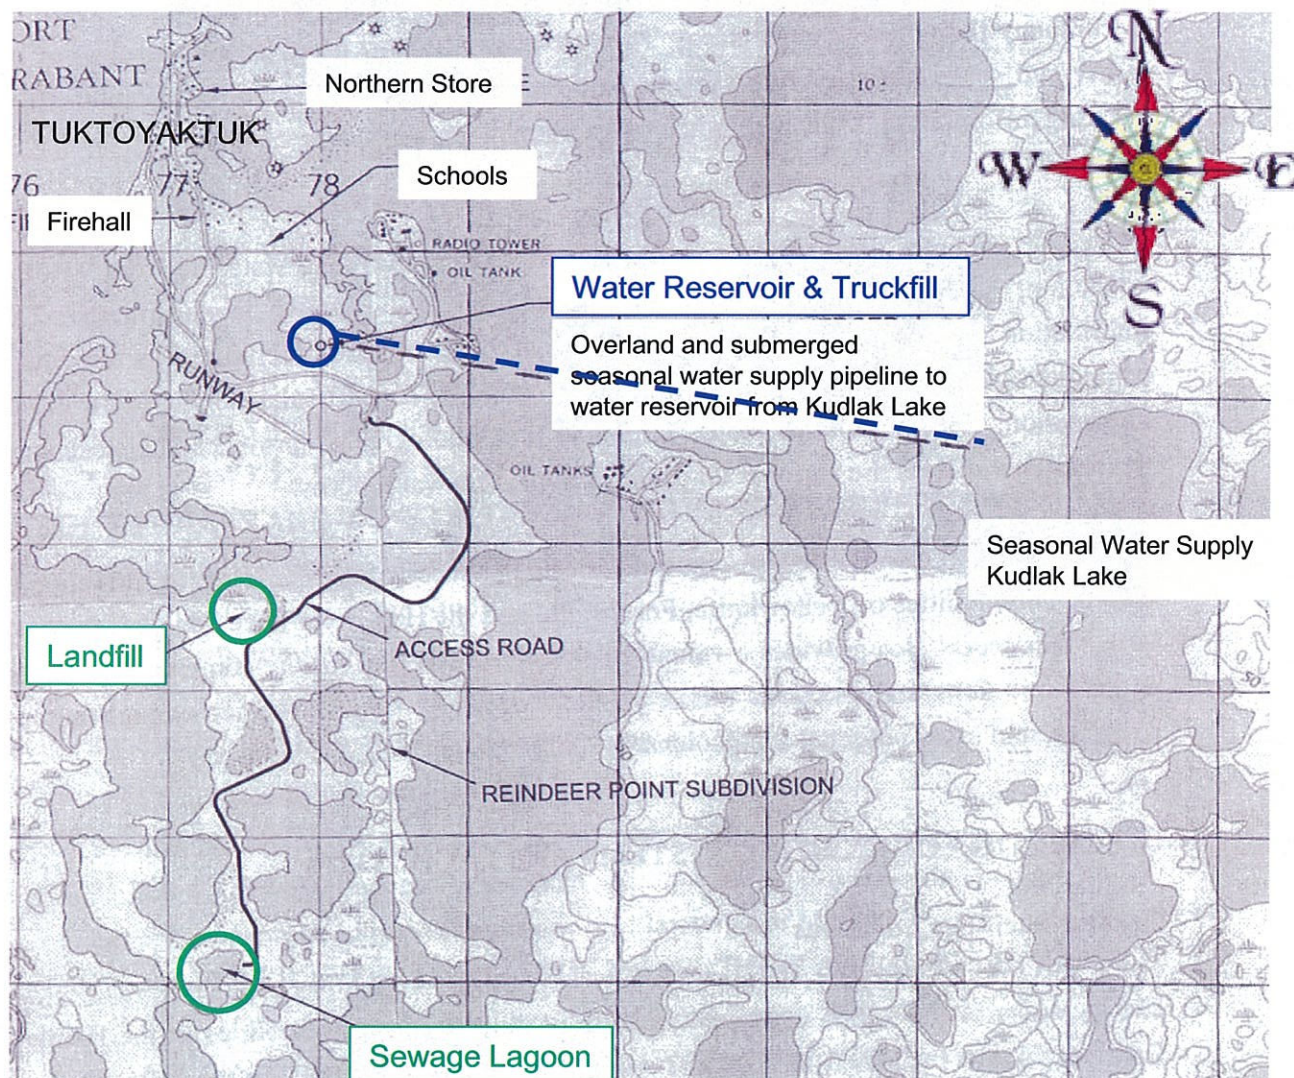 ORT
RABANT
Northern Store
E
TUKTOYAKTUK
76
77
78
Schools
Firehall
RADIO TOWER
OIL TANK
Water Reservoir & Truckfill
Overland and submerged
seasonal water supply pipeline to
water reservoir from Kudlak Lake
RUNWAY
OIL TANKS
Seasonal Water Supply
Kudlak Lake
Landfill
ACCESS ROAD
REINDEER POINT SUBDIVISION
Sewage Lagoon
N
W
E
S